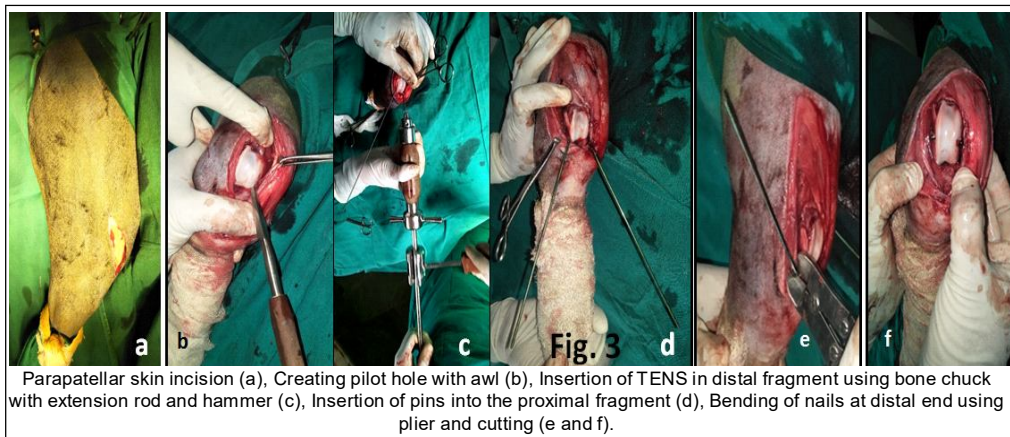 a
b
c
Fig. 3
d
e
f
Parapatellar skin incision (a), Creating pilot hole with awl (b), Insertion of TENS in distal fragment using bone chuck
with extension rod and hammer (c), Insertion of pins into the proximal fragment (d), Bending of nails at distal end using
plier and cutting (e and f).